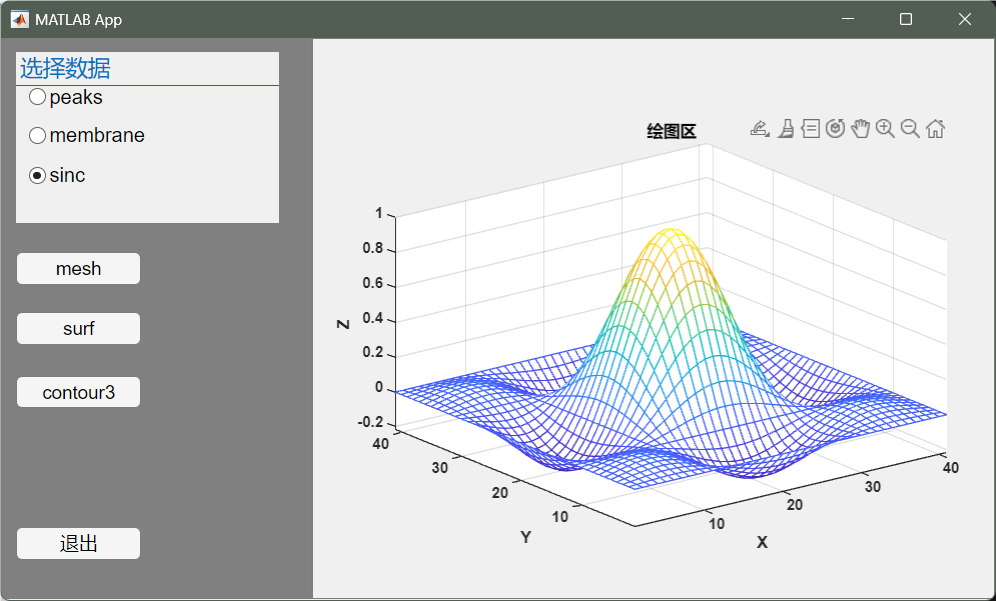 MATLAB App
选择数据
peaks
membrane
sinc
mesh
surf
contour3
退出
绘图区
1
0.8
0.6
0.4
0.2
0
-0.2
Z
40
30
20
10
Y
10
20
30
40
X